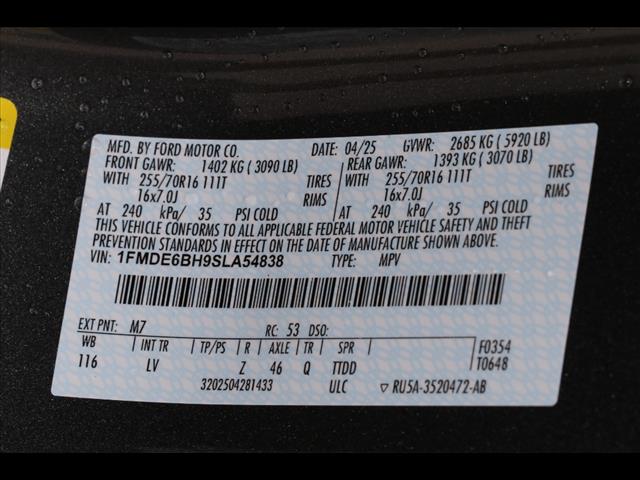 MFD. BY FORD MOTOR CO. DATE: 04/25 GVWR: 2685 KG ( 5920 LB)
FRONT GAWR: 1402 KG ( 3090 LB) REAR GAWR: 1393 KG ( 3070 LB)
WITH 255/70R16 111T TIRES WITH 255/70R16 111T TIRES
16x7.0J RIMS 16x7.0J RIMS
AT 240 kPa/ 35 PSI COLD AT 240 kPa/ 35 PSI COLD
THIS VEHICLE CONFORMS TO ALL APPLICABLE FEDERAL MOTOR VEHICLE SAFETY AND THEFT
PREVENTION STANDARDS IN EFFECT ON THE DATE OF MANUFACTURE SHOWN ABOVE.
VIN: 1FMDE6BH9SLA54838 TYPE: MPV
EXT PNT: M7 RC: 53 DSO:
WB INT TR TP/PS R AXLE TR SPR F0354
116 LV Z 46 Q TTDD T0648
3202504281433 ULC ▽ RU5A-3520472-AB